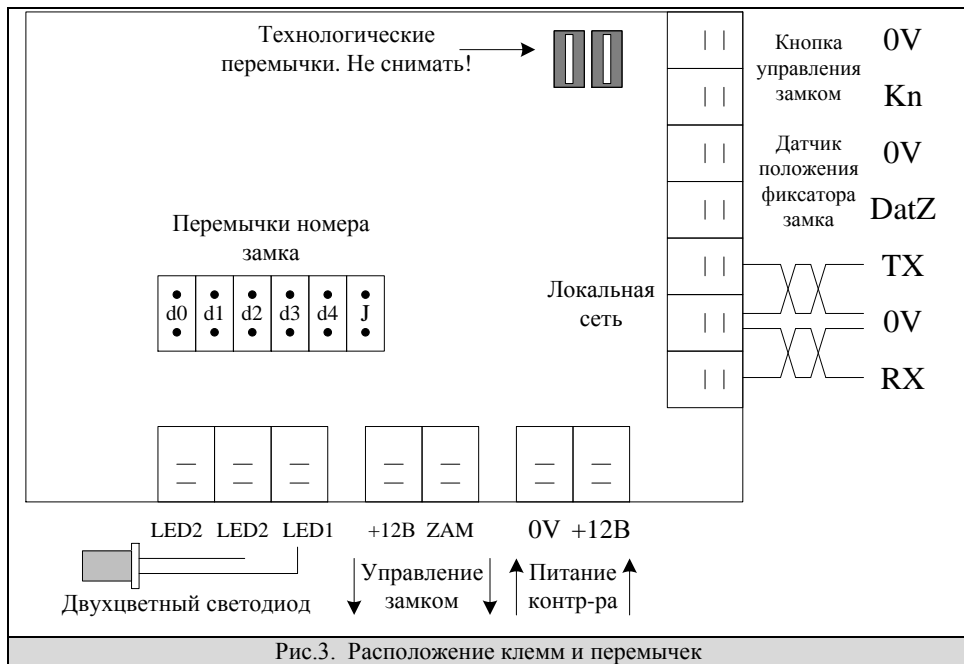 Технологические
перемычки. Не снимать!
Кнопка
управления
замком
0V
Kn
Датчик
положения
фиксатора
замка
0V
DatZ
Перемычки номера
замка
d0 d1 d2 d3 d4 J
Локальная
сеть
TX
0V
RX
LED2 LED2 LED1
+12В ZAM
0V +12В
Двухцветный светодиод
Управление
замком
Питание
контр-ра
Рис.3. Расположение клемм и перемычек